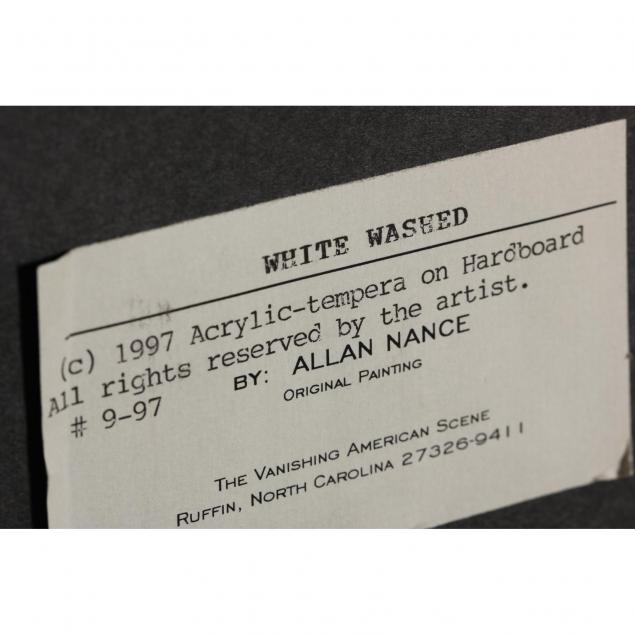 WHITE WASHED
(c) 1997 Acrylic-tempera on Hardboard
All rights reserved by the artist.
# 9-97 BY: ALLAN NANCE
ORIGINAL PAINTING
THE VANISHING AMERICAN SCENE
RUFFIN, NORTH CAROLINA 27326-9411